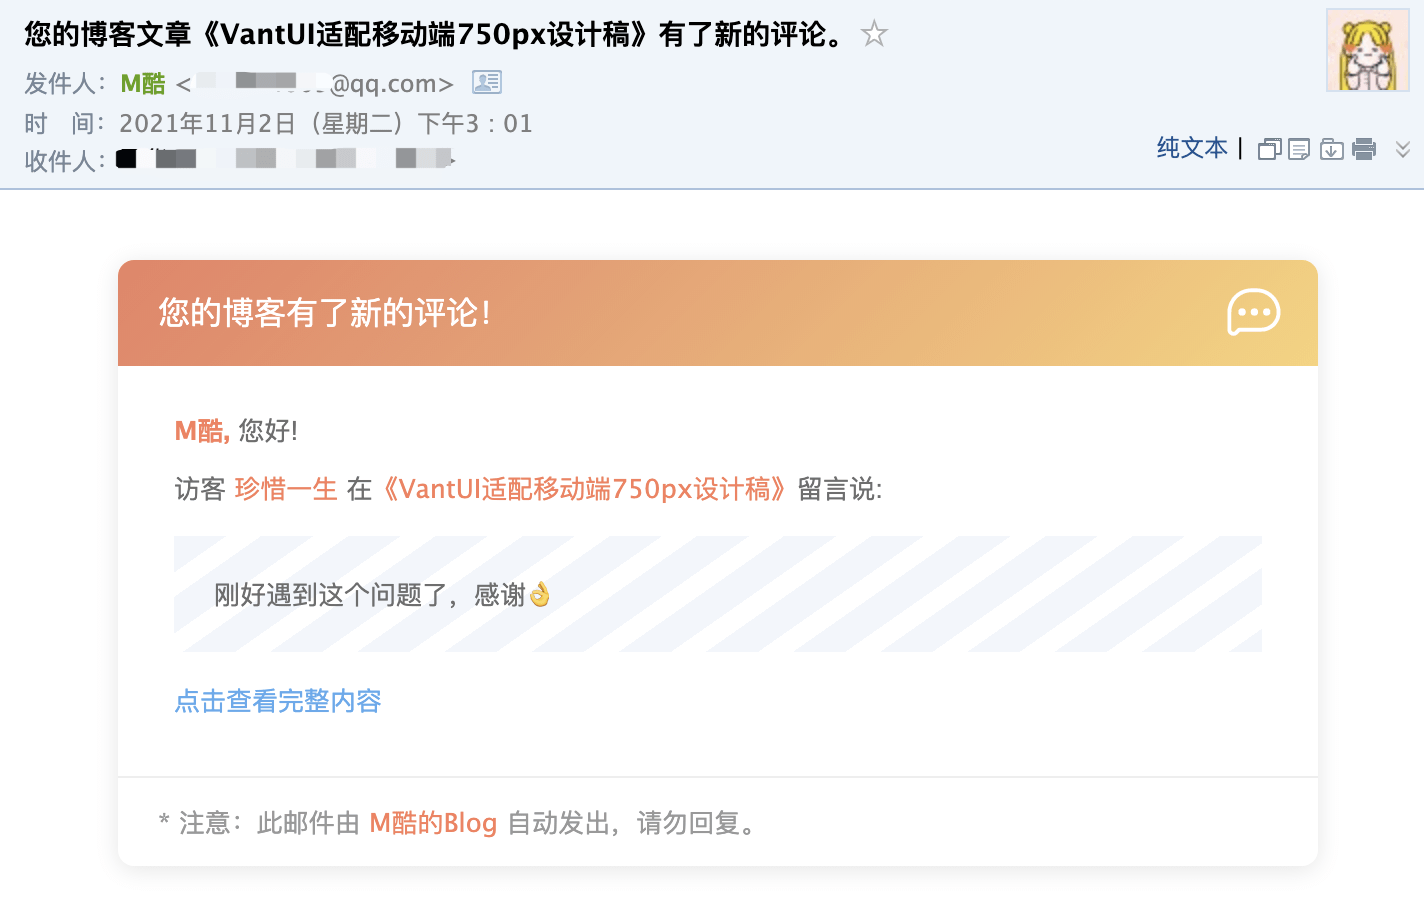 您的博客文章《VantUI适配移动端750px设计稿》有了新的评论。
发件人：M酷 < @qq.com>
时 间：2021年11月2日（星期二）下午3：01
收件人：
纯文本 |
您的博客有了新的评论！
M酷, 您好!
访客 珍惜一生 在《VantUI适配移动端750px设计稿》留言说:
刚好遇到这个问题了，感谢👌
点击查看完整内容
* 注意：此邮件由 M酷的Blog 自动发出，请勿回复。